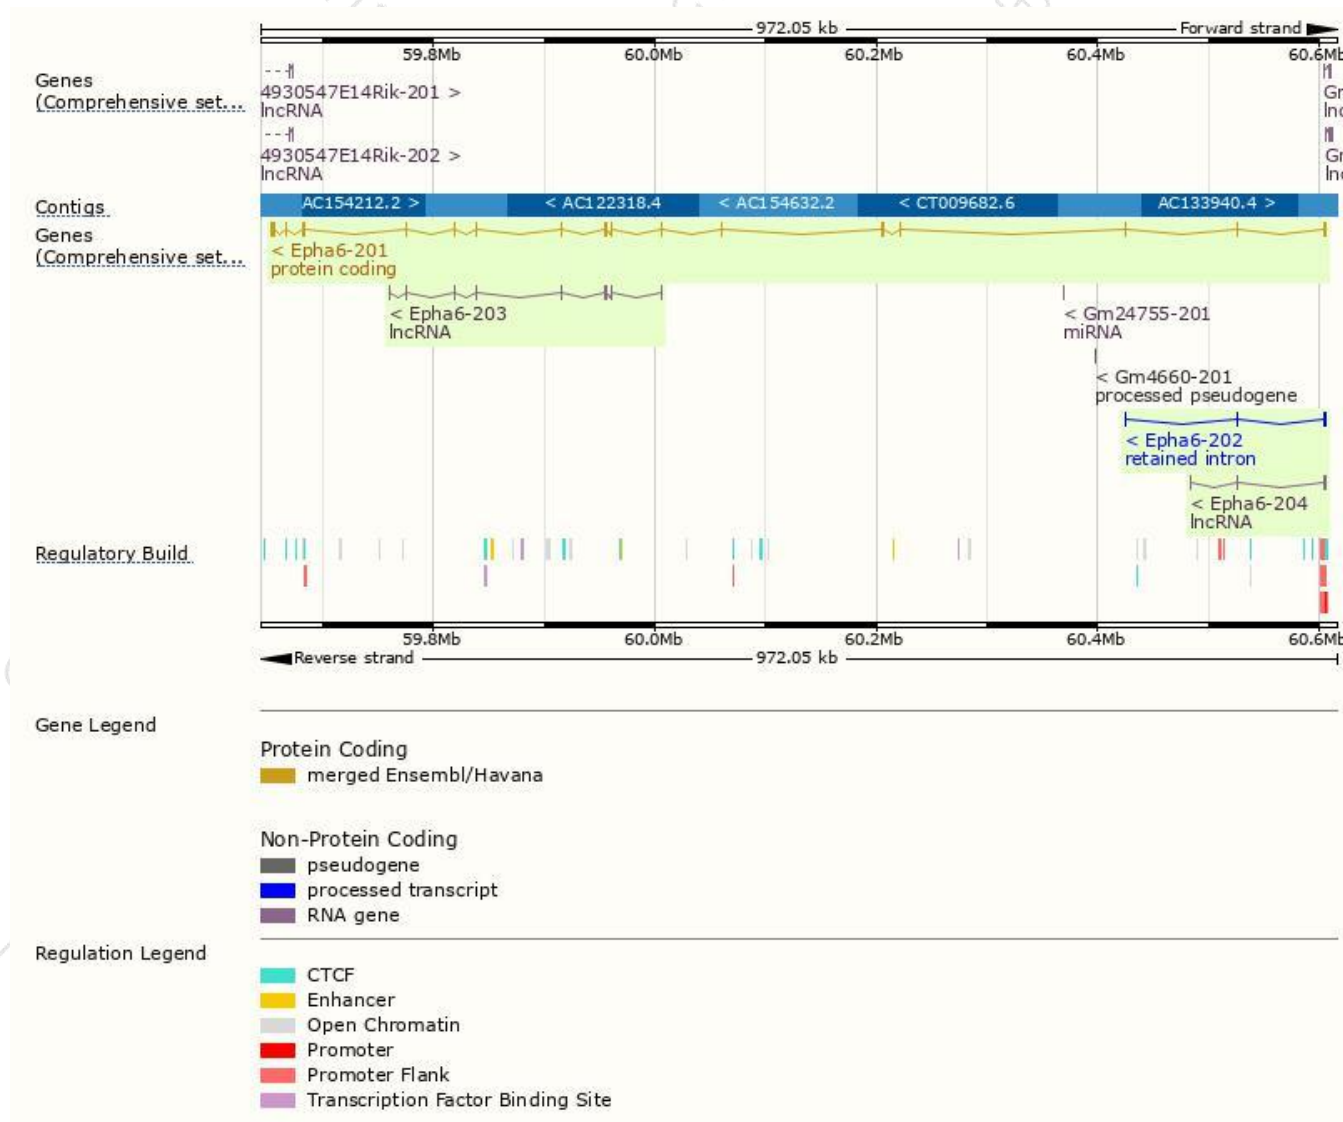 972.05 kb Forward strand
59.8Mb 60.0Mb 60.2Mb 60.4Mb 60.6Mb
Genes
(Comprehensive set...
4930547E14Rik-201 >
lncRNA
Gr
lnc
4930547E14Rik-202 >
lncRNA
Gr
lnc
Contigs
AC154212.2 > < AC122318.4 < AC154632.2 < CT009682.6 AC133940.4 >
Genes
(Comprehensive set...
< Epha6-201
protein coding
< Epha6-203
lncRNA
< Gm24755-201
miRNA
< Gm4660-201
processed pseudogene
< Epha6-202
retained intron
< Epha6-204
lncRNA
Regulatory Build
59.8Mb 60.0Mb 60.2Mb 60.4Mb 60.6Mb
Reverse strand 972.05 kb
Gene Legend
Protein Coding
merged Ensembl/Havana
Non-Protein Coding
pseudogene
processed transcript
RNA gene
Regulation Legend
CTCF
Enhancer
Open Chromatin
Promoter
Promoter Flank
Transcription Factor Binding Site